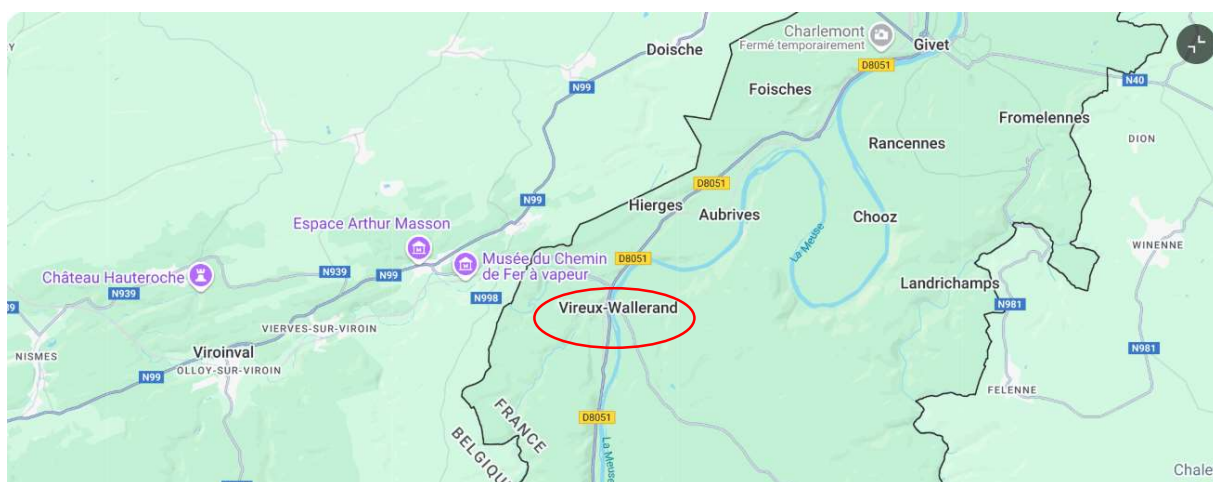 Doische
Charlemont
Fermé temporairement
Givet
D8051
N99
Foisches
N40
Fromelennes
DION
Rancennes
D8051
N99
Hierges
Aubrives
Chooz
Espace Arthur Masson
La Meuse
WINENNE
Musée du Chemin
de Fer à vapeur
D8051
Château Hauteroche
N939
N99
N939
N998
Landrichamps
N981
Vireux-Wallerand
VIERVES-SUR-VIROIN
NISMES
Viroinval
OLLOY-SUR-VIROIN
N99
N981
FELENNE
FRANCE
BELGIQUE
D8051
La Meuse
Chale